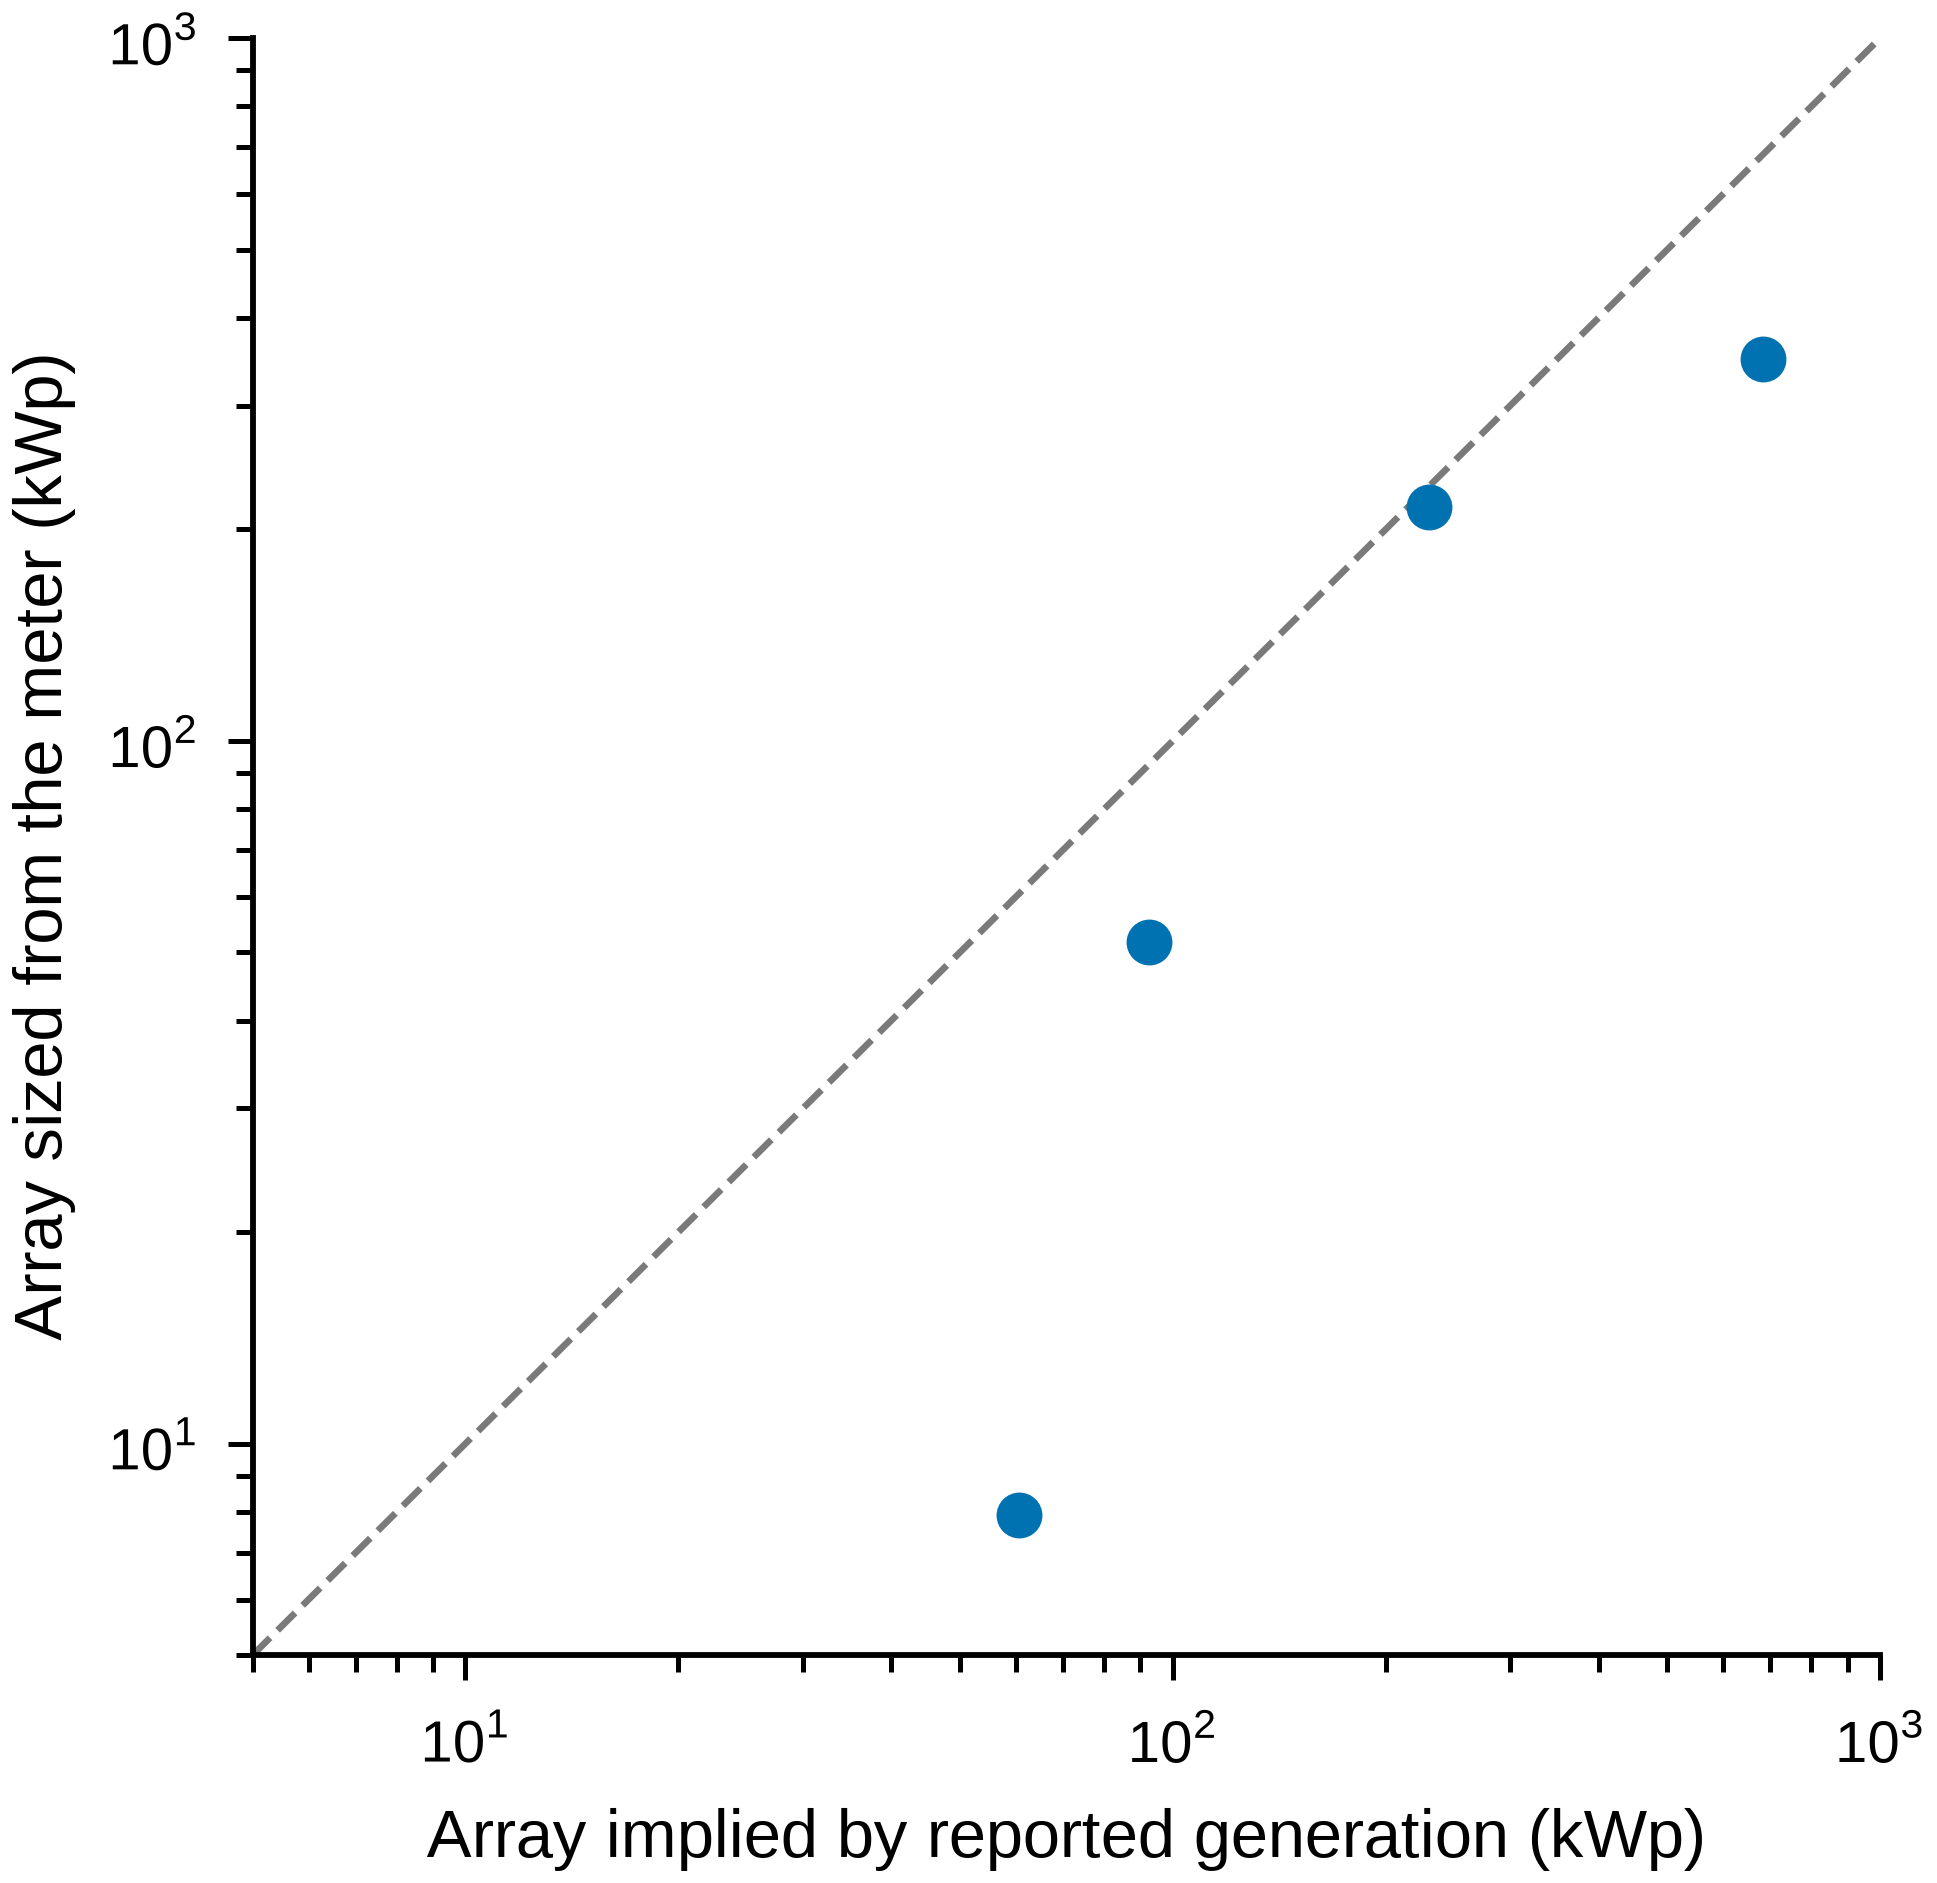 10³
10²
10¹
Array sized from the meter (kWp)
10¹ 10² 10³
Array implied by reported generation (kWp)